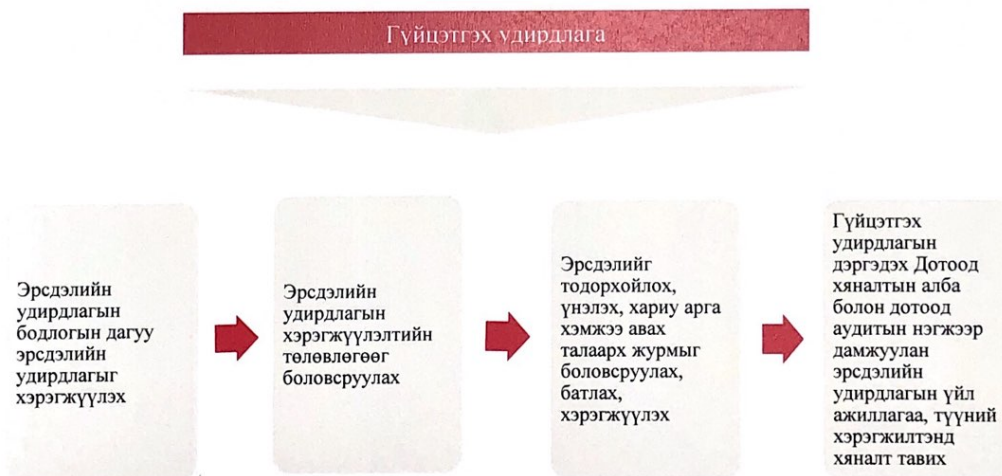 Гүйцэтгэх удирдлага
Эрсдэлийн
удирдлагын
бодлогын дагуу
эрсдэлийн
удирдлагыг
хэрэгжүүлэх
Эрсдэлийн
удирдлагын
хэрэгжүүлэлтийн
төлөвлөгөөг
боловсруулах
Эрсдэлийг
тодорхойлох,
үнэлэх, хариу арга
хэмжээ авах
талаарх журмыг
боловсруулах,
батлах,
хэрэгжүүлэх
Гүйцэтгэх
удирдлагын
дэргэдэх Дотоод
хяналтын алба
болон дотоод
аудитын нэгжээр
дамжуулан
эрсдэлийн
удирдлагын үйл
ажиллагаа, түүний
хэрэгжилтэнд
хяналт тавих